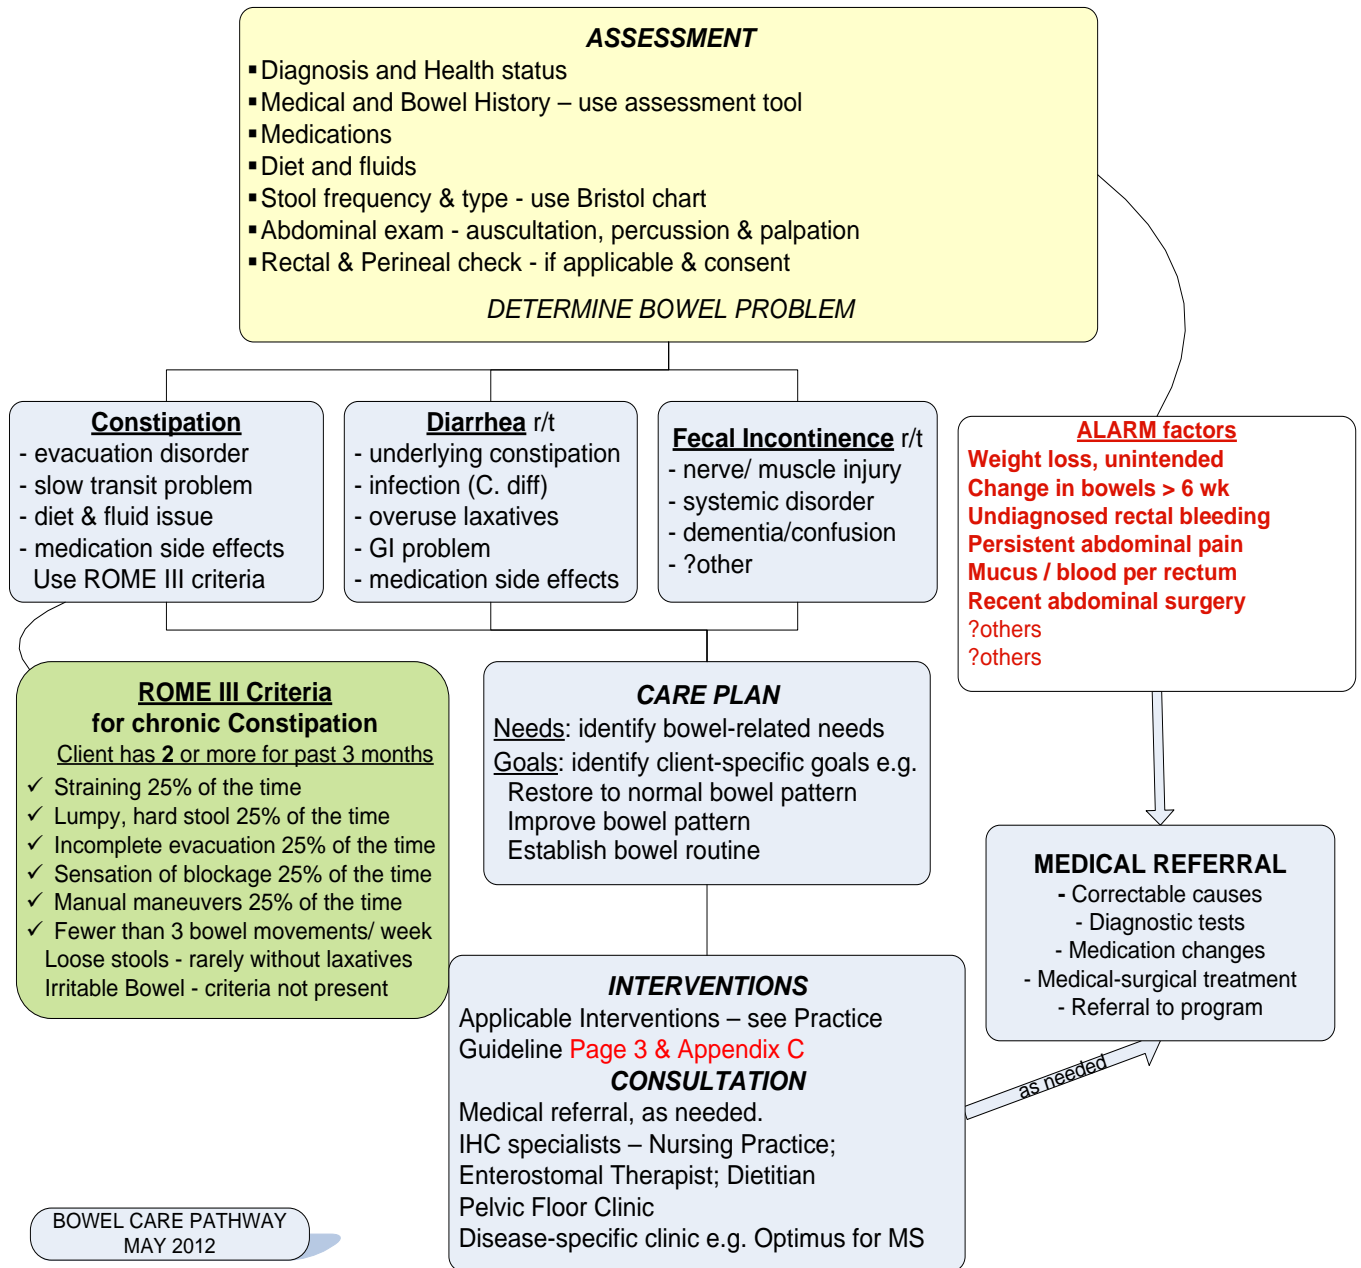 ASSESSMENT
▪Diagnosis and Health status
▪Medical and Bowel History – use assessment tool
▪Medications
▪Diet and fluids
▪Stool frequency & type - use Bristol chart
▪Abdominal exam - auscultation, percussion & palpation
▪Rectal & Perineal check - if applicable & consent
DETERMINE BOWEL PROBLEM
Constipation
- evacuation disorder
- slow transit problem
- diet & fluid issue
- medication side effects
Use ROME III criteria
Diarrhea r/t
- underlying constipation
- infection (C. diff)
- overuse laxatives
- GI problem
- medication side effects
Fecal Incontinence r/t
- nerve/ muscle injury
- systemic disorder
- dementia/confusion
- ?other
ALARM factors
Weight loss, unintended
Change in bowels > 6 wk
Undiagnosed rectal bleeding
Persistent abdominal pain
Mucus / blood per rectum
Recent abdominal surgery
?others
?others
ROME III Criteria
for chronic Constipation
Client has 2 or more for past 3 months
✓ Straining 25% of the time
✓ Lumpy, hard stool 25% of the time
✓ Incomplete evacuation 25% of the time
✓ Sensation of blockage 25% of the time
✓ Manual maneuvers 25% of the time
✓ Fewer than 3 bowel movements/ week
Loose stools - rarely without laxatives
Irritable Bowel - criteria not present
CARE PLAN
Needs: identify bowel-related needs
Goals: identify client-specific goals e.g.
Restore to normal bowel pattern
Improve bowel pattern
Establish bowel routine
MEDICAL REFERRAL
- Correctable causes
- Diagnostic tests
- Medication changes
- Medical-surgical treatment
- Referral to program
INTERVENTIONS
Applicable Interventions – see Practice
Guideline Page 3 & Appendix C
CONSULTATION
Medical referral, as needed.
IHC specialists – Nursing Practice;
Enterostomal Therapist; Dietitian
Pelvic Floor Clinic
Disease-specific clinic e.g. Optimus for MS
as needed
BOWEL CARE PATHWAY
MAY 2012